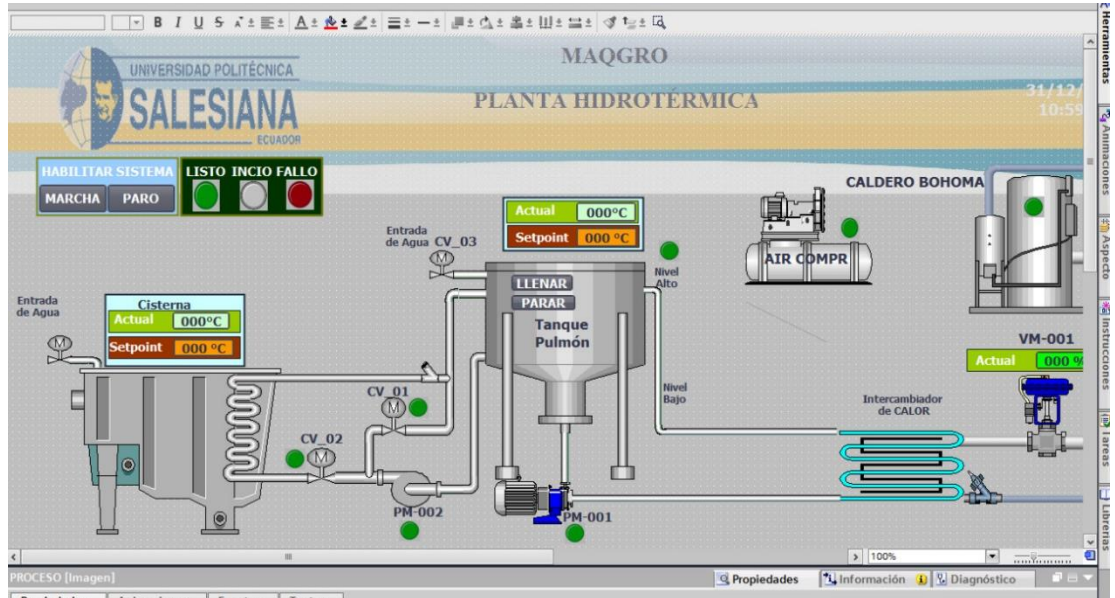 B I U S
UNIVERSIDAD POLITÉCNICA
SALESIANA
ECUADOR
MAQGRO
PLANTA HIDROTÉRMICA
31/12/
10:59
HABILITAR SISTEMA
MARCHA PARO
LISTO INCIO FALLO
Actual 000°C
Setpoint 000 °C
CALDERO BOHOMA
AIR COMPR
Entrada
de Agua CV_03
M
Nivel
Alto
LLENAR
PARAR
Tanque
Pulmón
Entrada
de Agua
M
Cisterna
Actual 000°C
Setpoint 000 °C
VM-001
Actual 000 %
CV_01
M
Nivel
Bajo
Intercambiador
de CALOR
CV_02
M
PM-002
PM-001
100%
PROCESO [Imagen]
Propiedades
Información
Diagnóstico
Herramientas
Animaciones
Aspecto
Instrucciones
Tareas
Librerías